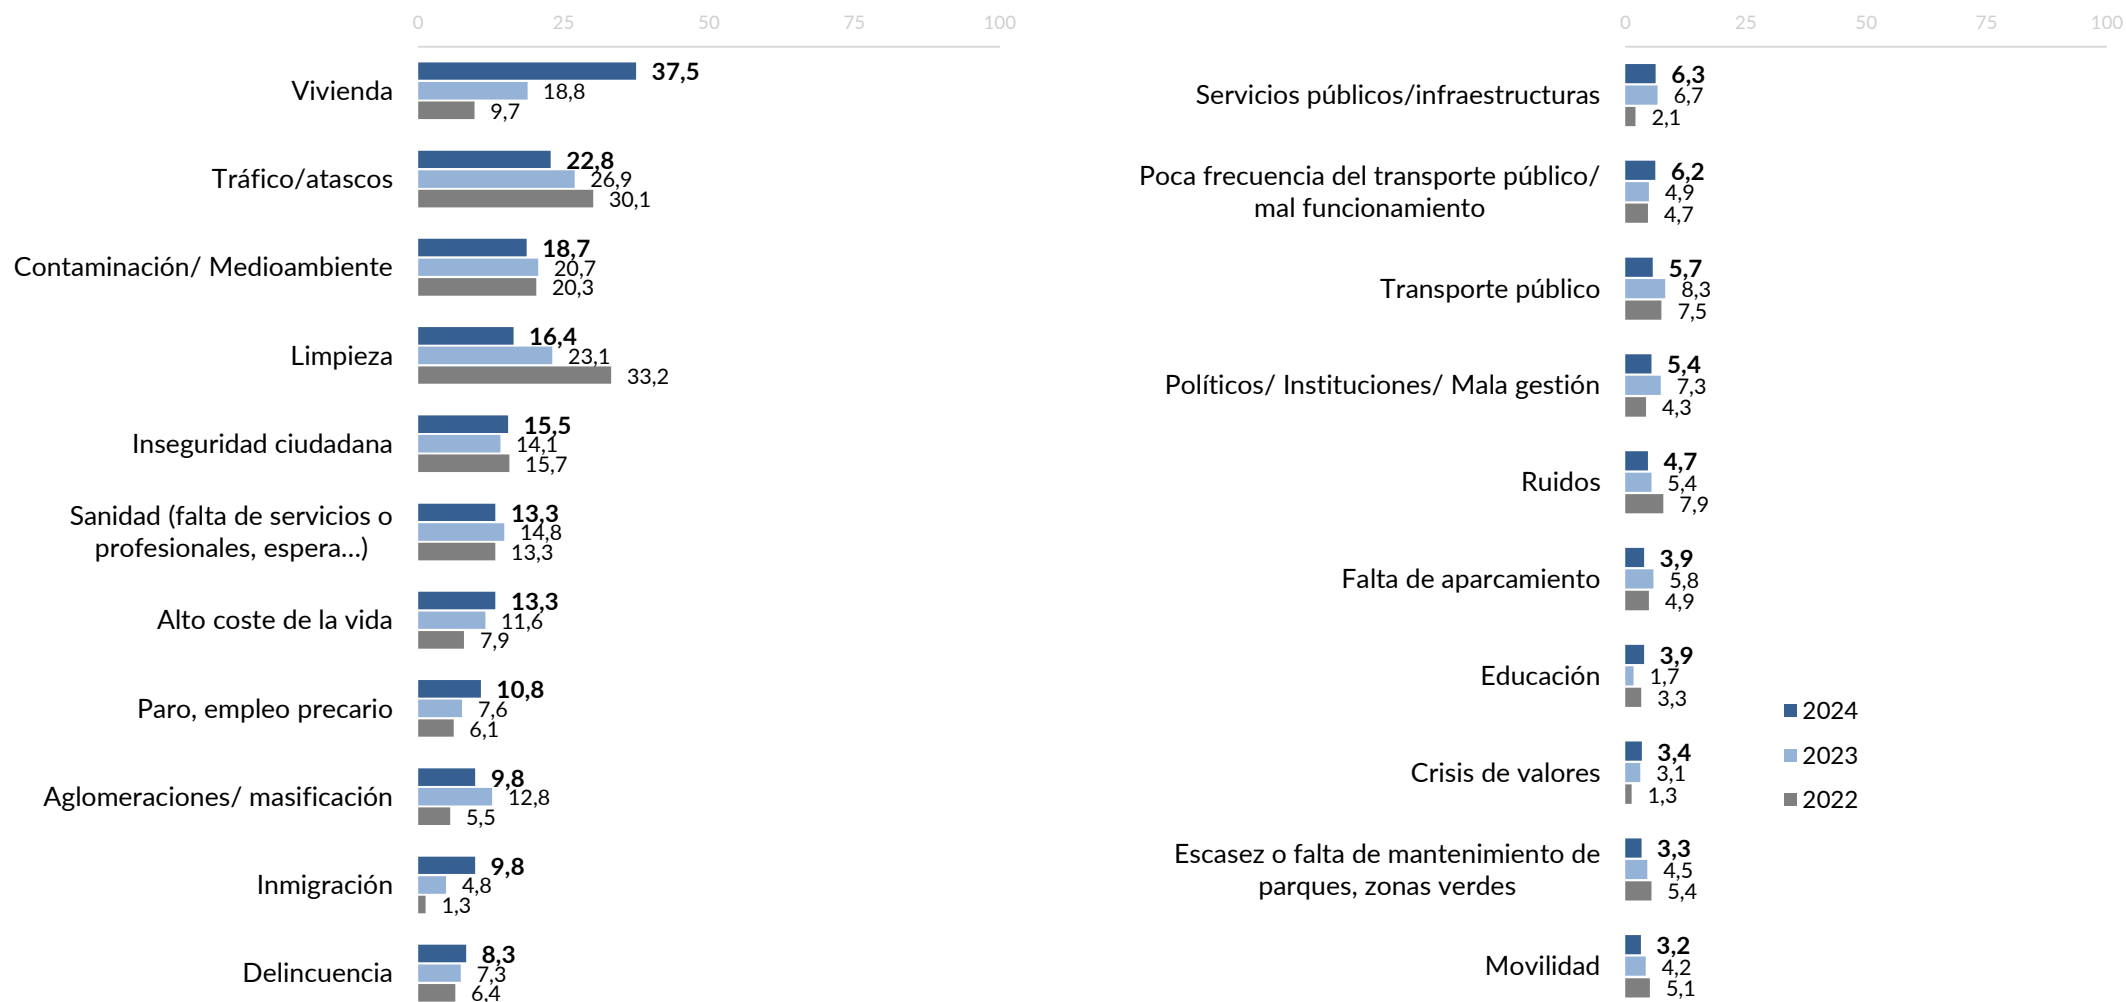 0 25 50 75 100
Vivienda
37,5
18,8
9,7
Tráfico/atascos
22,8
26,9
30,1
Contaminación/ Medioambiente
18,7
20,7
20,3
Limpieza
16,4
23,1
33,2
Inseguridad ciudadana
15,5
14,1
15,7
Sanidad (falta de servicios o
profesionales, espera...)
13,3
14,8
13,3
Alto coste de la vida
13,3
11,6
7,9
Paro, empleo precario
10,8
7,6
6,1
Aglomeraciones/ masificación
9,8
12,8
5,5
Inmigración
9,8
4,8
1,3
Delincuencia
8,3
7,3
6,4
0 25 50 75 100
Servicios públicos/infraestructuras
6,3
6,7
2,1
Poca frecuencia del transporte público/
mal funcionamiento
6,2
4,9
4,7
Transporte público
5,7
8,3
7,5
Políticos/ Instituciones/ Mala gestión
5,4
7,3
4,3
Ruidos
4,7
5,4
7,9
Falta de aparcamiento
3,9
5,8
4,9
Educación
3,9
1,7
3,3
Crisis de valores
3,4
3,1
1,3
Escasez o falta de mantenimiento de
parques, zonas verdes
3,3
4,5
5,4
Movilidad
3,2
4,2
5,1
2024
2023
2022